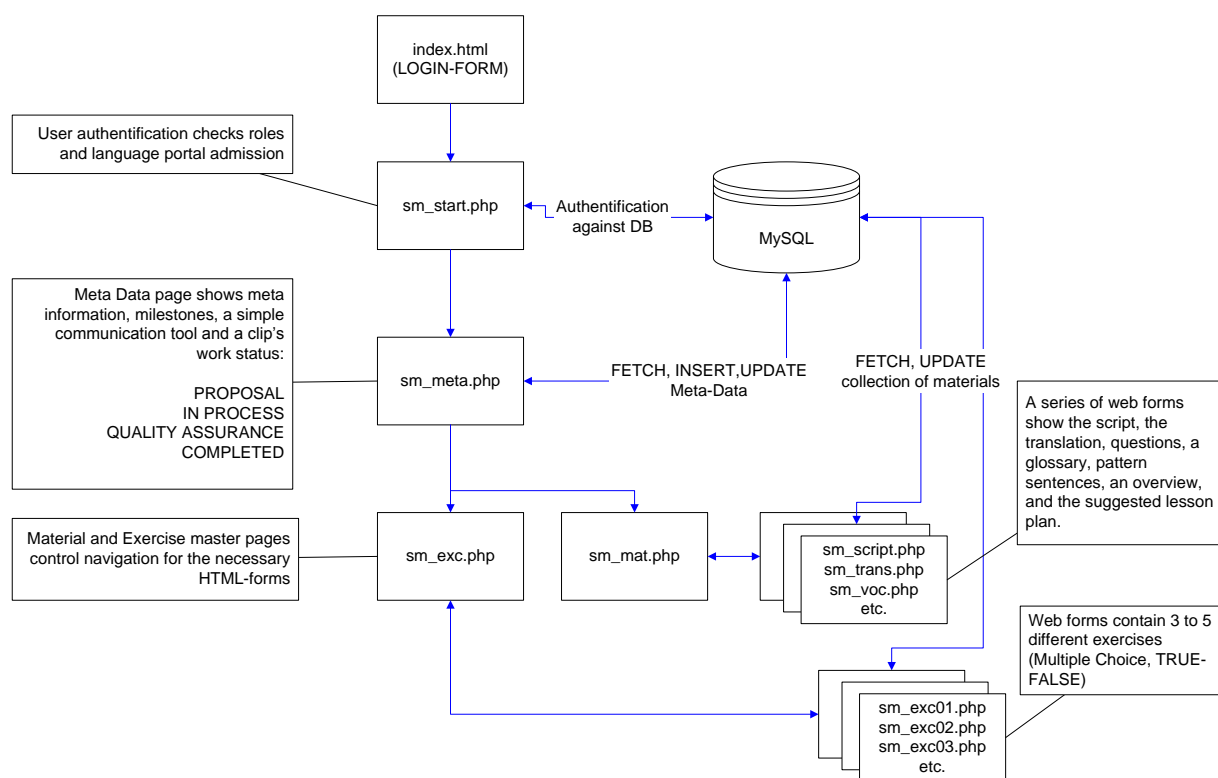 index.html
(LOGIN-FORM)
User authentification checks roles
and language portal admission
sm_start.php
Authentification
against DB
MySQL
Meta Data page shows meta
information, milestones, a simple
communication tool and a clip's
work status:
PROPOSAL
IN PROCESS
QUALITY ASSURANCE
COMPLETED
sm_meta.php
FETCH, INSERT,UPDATE
Meta-Data
FETCH, UPDATE
collection of materials
A series of web forms
show the script, the
translation, questions, a
glossary, pattern
sentences, an overview,
and the suggested lesson
plan.
Material and Exercise master pages
control navigation for the necessary
HTML-forms
sm_exc.php
sm_mat.php
sm_script.php
sm_trans.php
sm_voc.php
etc.
Web forms contain 3 to 5
different exercises
(Multiple Choice, TRUE-
FALSE)
sm_exc01.php
sm_exc02.php
sm_exc03.php
etc.